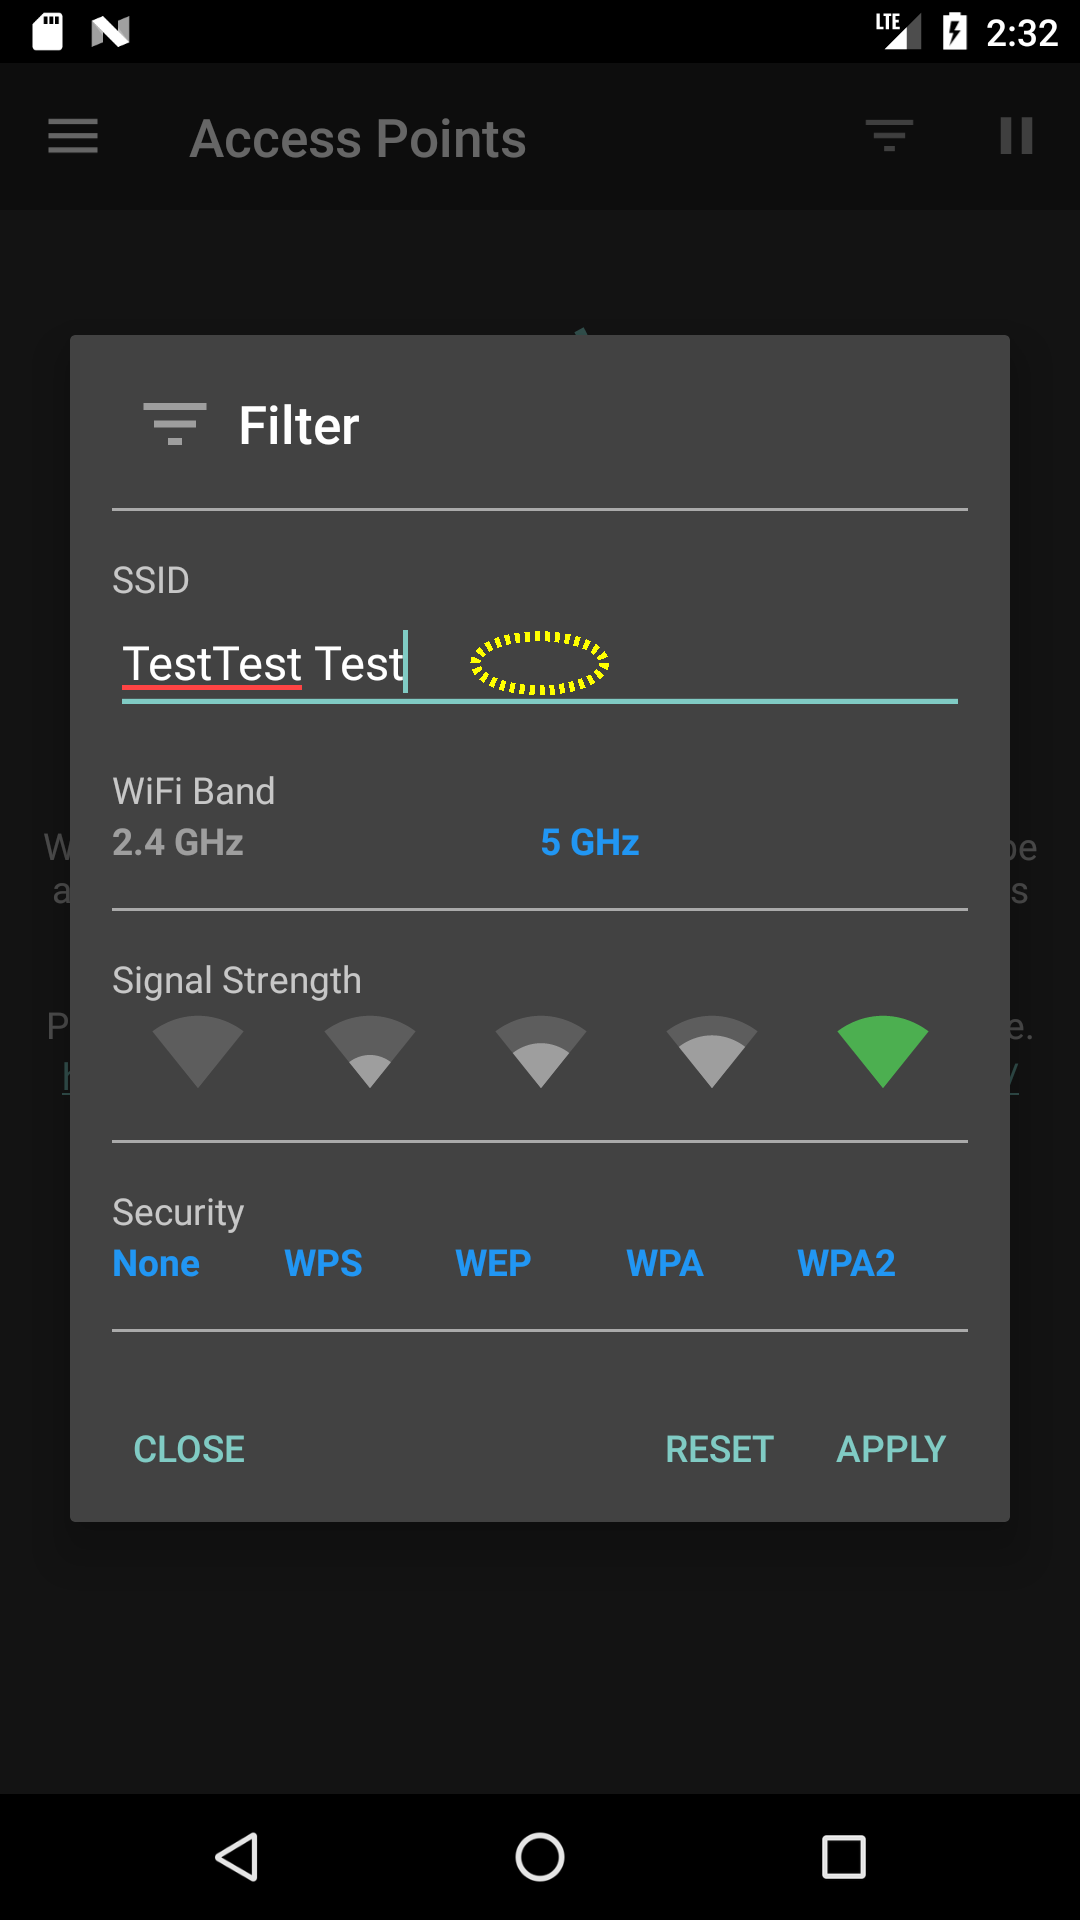 LTE 2:32
Access Points
Filter
SSID
TestTest Test
WiFi Band
2.4 GHz 5 GHz
Signal Strength
Security
None WPS WEP WPA WPA2
CLOSE RESET APPLY